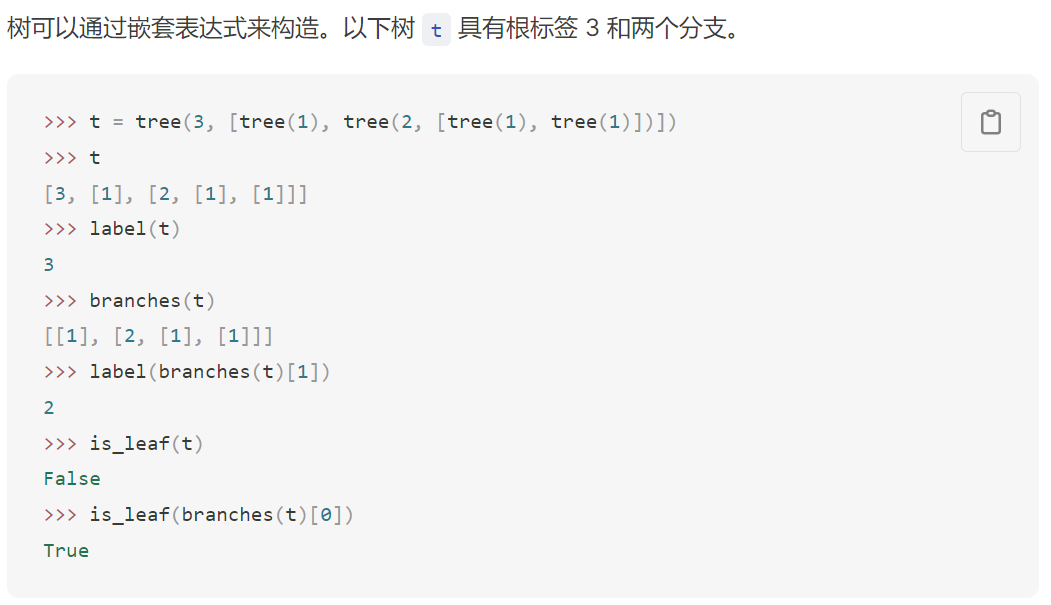 树可以通过嵌套表达式来构造。以下树 t 具有根标签 3 和两个分支。
>>> t = tree(3, [tree(1), tree(2, [tree(1), tree(1)])])
>>> t
[3, [1], [2, [1], [1]]]
>>> label(t)
3
>>> branches(t)
[[1], [2, [1], [1]]]
>>> label(branches(t)[1])
2
>>> is_leaf(t)
False
>>> is_leaf(branches(t)[0])
True